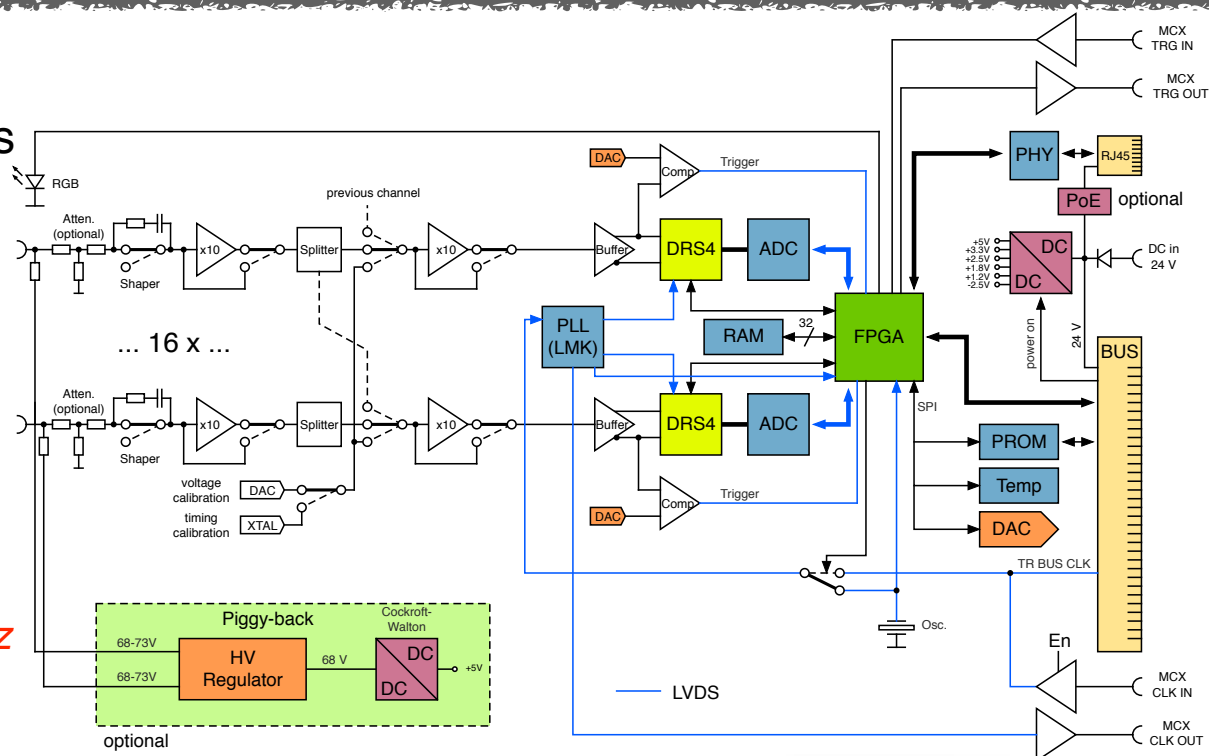 MCX
TRG IN
MCX
TRG OUT
s
RGB
DAC
Comp
Trigger
PHY
RJ45
PoE
optional
previous channel
Atten.
(optional)
x10
Splitter
x10
Buffer
DRS4
ADC
Shaper
+5V
+3.3V
+2.5V
+1.8V
+1.2V
-2.5V
DC
DC
DC in
24 V
... 16 x ...
PLL
(LMK)
RAM
32
FPGA
power on
24 V
BUS
Atten.
(optional)
x10
Splitter
x10
Buffer
DRS4
ADC
Shaper
SPI
PROM
Temp
DAC
voltage
calibration
DAC
timing
calibration
XTAL
DAC
Comp
Trigger
TR BUS CLK
Osc.
z
Piggy-back
Cockroft-
Walton
68-73V
68-73V
HV
Regulator
68 V
DC
DC
+5V
optional
LVDS
En
MCX
CLK IN
MCX
CLK OUT